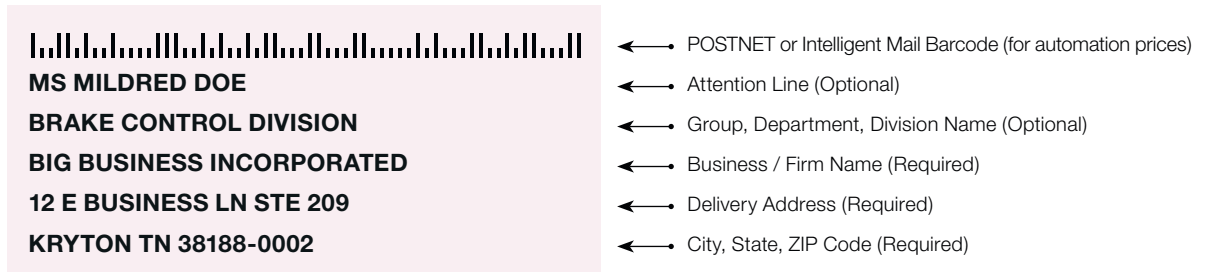 POSTNET or Intelligent Mail Barcode (for automation prices)
MS MILDRED DOE
Attention Line (Optional)
BRAKE CONTROL DIVISION
Group, Department, Division Name (Optional)
BIG BUSINESS INCORPORATED
Business / Firm Name (Required)
12 E BUSINESS LN STE 209
Delivery Address (Required)
KRYTON TN 38188-0002
City, State, ZIP Code (Required)